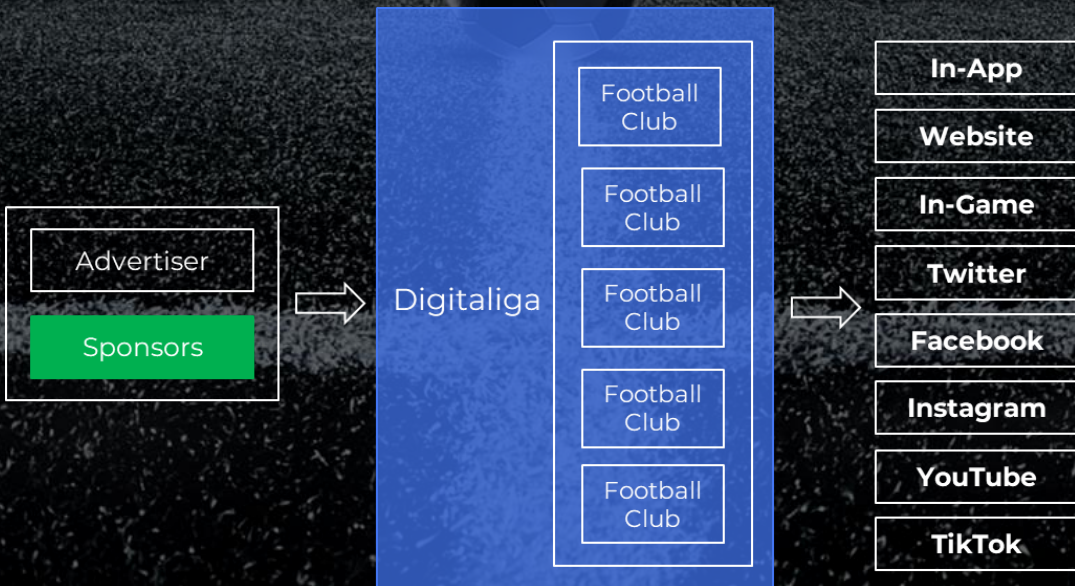 Advertiser
Sponsors
Digitaliga
Football
Club
Football
Club
Football
Club
Football
Club
Football
Club
In-App
Website
In-Game
Twitter
Facebook
Instagram
YouTube
TikTok